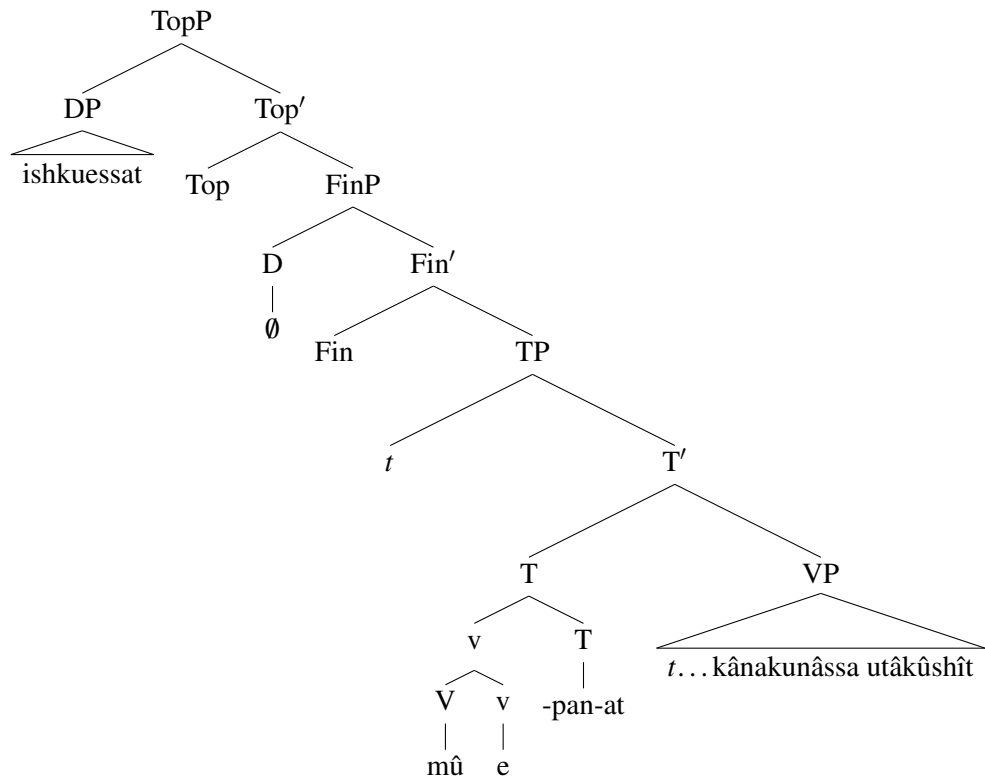 TopP
DP Top′
ishkuessat Top FinP
D Fin′
∅ Fin TP
t T′
T VP
v T t…kânakunâssa utâkûshît
V v -pan-at
mû e